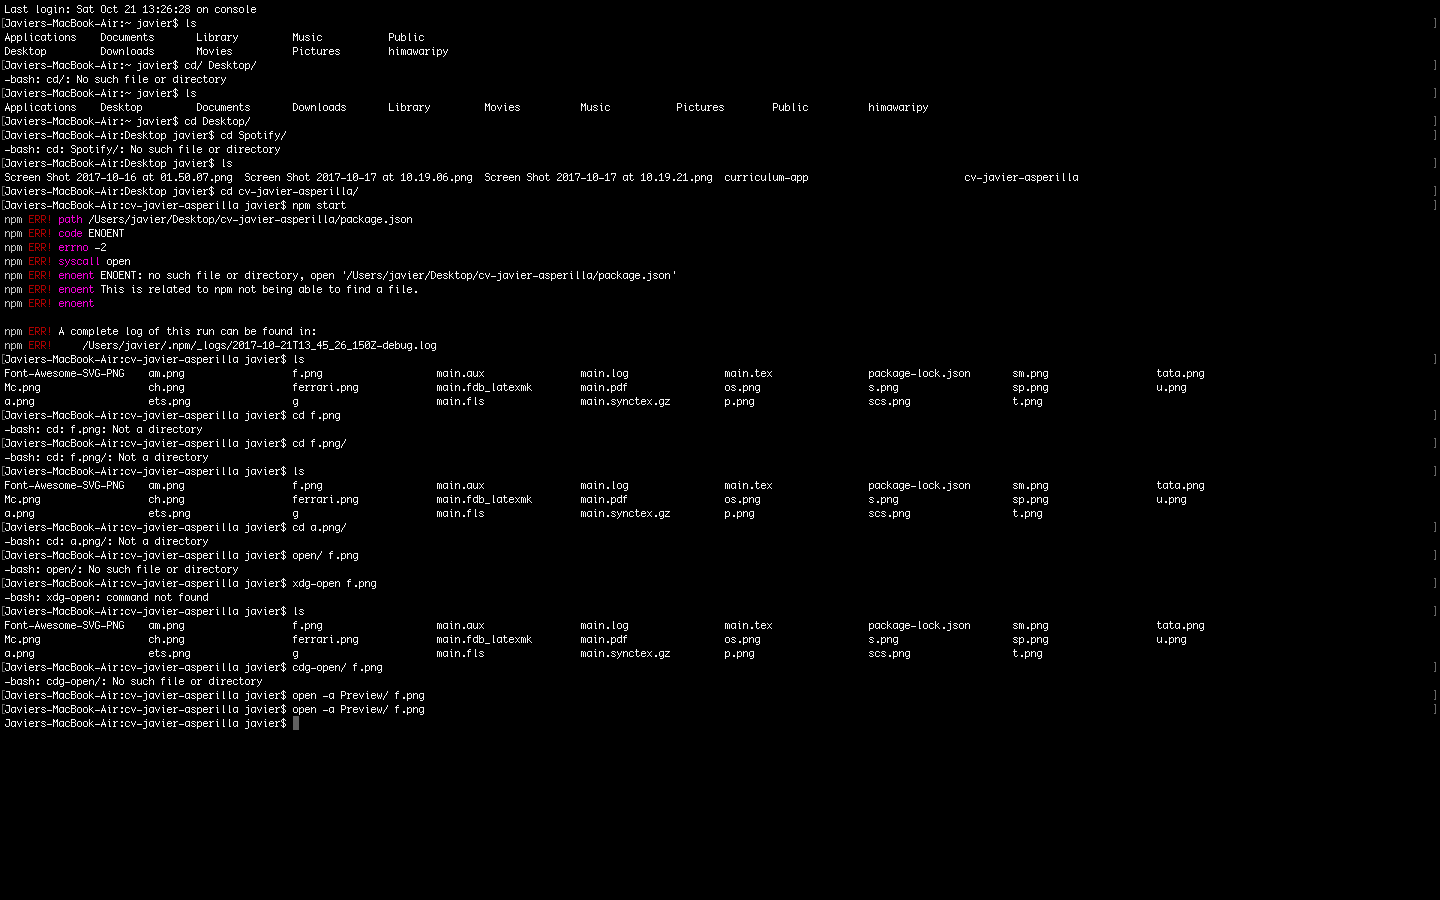 Last login: Sat Oct 21 13:26:28 on console
[Javiers-MacBook-Air:~ javier$ ls ]
Applications Documents Library Music Public
Desktop Downloads Movies Pictures himawaripy
[Javiers-MacBook-Air:~ javier$ cd/ Desktop/ ]
-bash: cd/: No such file or directory
[Javiers-MacBook-Air:~ javier$ ls ]
Applications Desktop Documents Downloads Library Movies Music Pictures Public himawaripy
[Javiers-MacBook-Air:~ javier$ cd Desktop/ ]
[Javiers-MacBook-Air:Desktop javier$ cd Spotify/ ]
-bash: cd: Spotify/: No such file or directory
[Javiers-MacBook-Air:Desktop javier$ ls ]
Screen Shot 2017-10-16 at 01.50.07.png Screen Shot 2017-10-17 at 10.19.06.png Screen Shot 2017-10-17 at 10.19.21.png curriculum-app cv-javier-asperilla
[Javiers-MacBook-Air:Desktop javier$ cd cv-javier-asperilla/ ]
[Javiers-MacBook-Air:cv-javier-asperilla javier$ npm start ]
npm ERR! path /Users/javier/Desktop/cv-javier-asperilla/package.json
npm ERR! code ENOENT
npm ERR! errno -2
npm ERR! syscall open
npm ERR! enoent ENOENT: no such file or directory, open '/Users/javier/Desktop/cv-javier-asperilla/package.json'
npm ERR! enoent This is related to npm not being able to find a file.
npm ERR! enoent
npm ERR! A complete log of this run can be found in:
npm ERR! /Users/javier/.npm/_logs/2017-10-21T13_45_26_150Z-debug.log
[Javiers-MacBook-Air:cv-javier-asperilla javier$ ls ]
Font-Awesome-SVG-PNG am.png f.png main.aux main.log main.tex package-lock.json sm.png tata.png
Mc.png ch.png ferrari.png main.fdb_latexmk main.pdf os.png s.png sp.png u.png
a.png ets.png g main.fls main.synctex.gz p.png scs.png t.png
[Javiers-MacBook-Air:cv-javier-asperilla javier$ cd f.png ]
-bash: cd: f.png: Not a directory
[Javiers-MacBook-Air:cv-javier-asperilla javier$ cd f.png/ ]
-bash: cd: f.png/: Not a directory
[Javiers-MacBook-Air:cv-javier-asperilla javier$ ls ]
Font-Awesome-SVG-PNG am.png f.png main.aux main.log main.tex package-lock.json sm.png tata.png
Mc.png ch.png ferrari.png main.fdb_latexmk main.pdf os.png s.png sp.png u.png
a.png ets.png g main.fls main.synctex.gz p.png scs.png t.png
[Javiers-MacBook-Air:cv-javier-asperilla javier$ cd a.png/ ]
-bash: cd: a.png/: Not a directory
[Javiers-MacBook-Air:cv-javier-asperilla javier$ open/ f.png ]
-bash: open/: No such file or directory
[Javiers-MacBook-Air:cv-javier-asperilla javier$ xdg-open f.png ]
-bash: xdg-open: command not found
[Javiers-MacBook-Air:cv-javier-asperilla javier$ ls ]
Font-Awesome-SVG-PNG am.png f.png main.aux main.log main.tex package-lock.json sm.png tata.png
Mc.png ch.png ferrari.png main.fdb_latexmk main.pdf os.png s.png sp.png u.png
a.png ets.png g main.fls main.synctex.gz p.png scs.png t.png
[Javiers-MacBook-Air:cv-javier-asperilla javier$ cdg-open/ f.png ]
-bash: cdg-open/: No such file or directory
[Javiers-MacBook-Air:cv-javier-asperilla javier$ open -a Preview/ f.png ]
[Javiers-MacBook-Air:cv-javier-asperilla javier$ open -a Preview/ f.png ]
Javiers-MacBook-Air:cv-javier-asperilla javier$